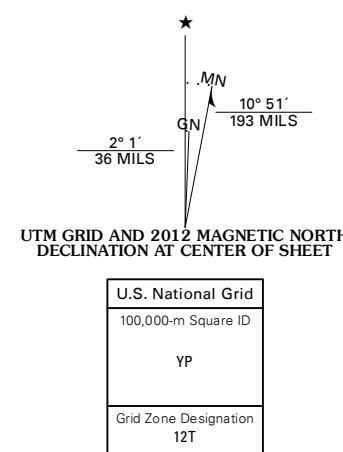 ★
MN
GN
10° 51´
193 MILS
2° 1´
36 MILS
UTM GRID AND 2012 MAGNETIC NORTH
DECLINATION AT CENTER OF SHEET
U.S. National Grid
100,000-m Square ID
YP
Grid Zone Designation
12T